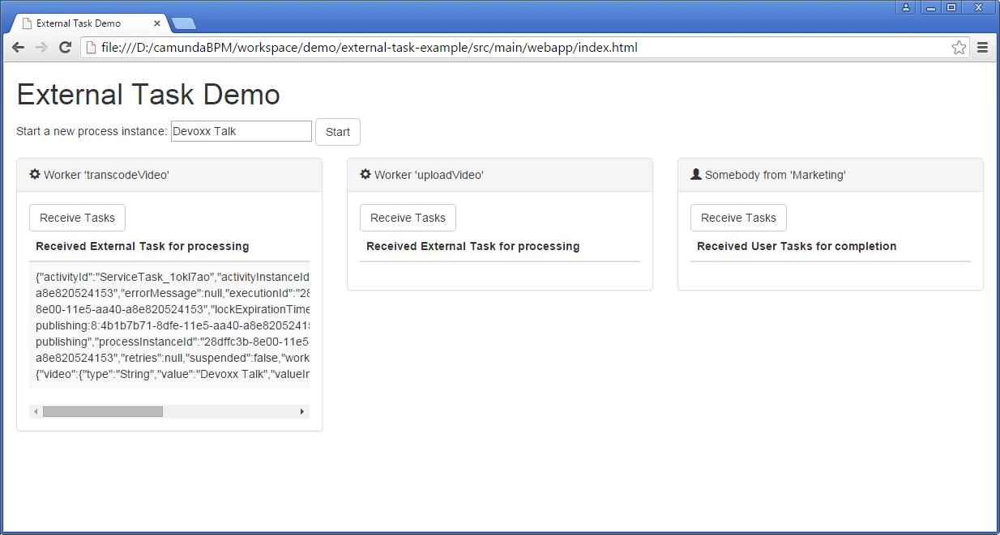 External Task Demo
file:///D:/camundaBPM/workspace/demo/external-task-example/src/main/webapp/index.html
External Task Demo
Start a new process instance: Devoxx Talk Start
Worker 'transcodeVideo'
Receive Tasks
Received External Task for processing
{"activityId":"ServiceTask_1okl7ao","activityInstanceId
a8e820524153","errorMessage":null,"executionId":"28
8e00-11e5-aa40-a8e820524153","lockExpirationTime
publishing:8:4b1b7b71-8dfe-11e5-aa40-a8e82052415
publishing","processInstanceId":"28dffc3b-8e00-11e5-
a8e820524153","retries":null,"suspended":false,"work
{"video":{"type":"String","value":"Devoxx Talk","valueIn
Worker 'uploadVideo'
Receive Tasks
Received External Task for processing
Somebody from 'Marketing'
Receive Tasks
Received User Tasks for completion